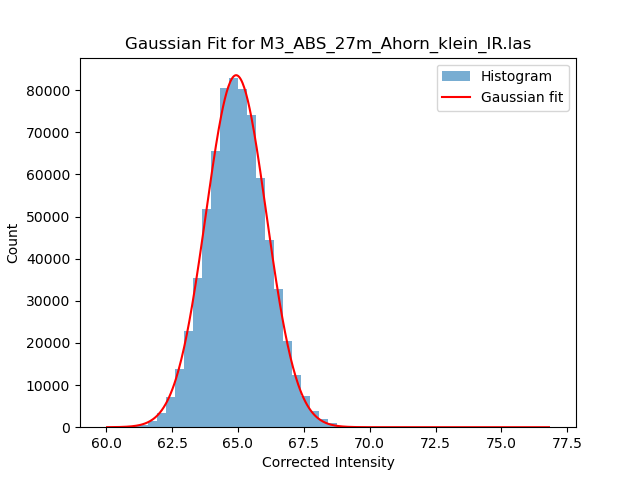 Gaussian Fit for M3_ABS_27m_Ahorn_klein_IR.las
Histogram
Gaussian fit
80000
70000
60000
50000
40000
30000
20000
10000
0
Count
60.0 62.5 65.0 67.5 70.0 72.5 75.0 77.5
Corrected Intensity